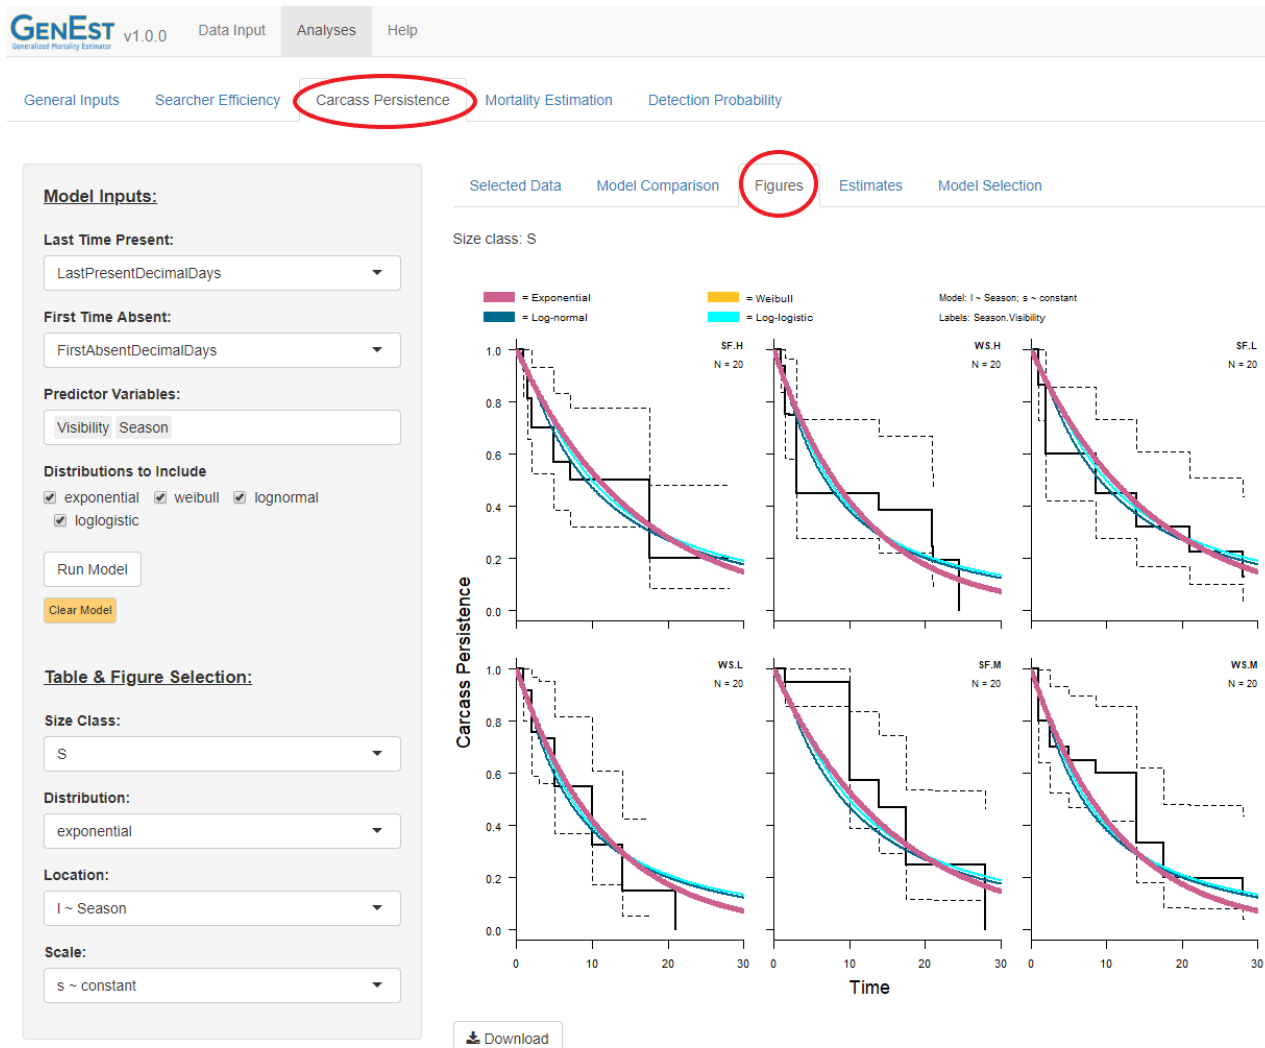 GENEST v1.0.0 Data Input Analyses Help
Generalized Mortality Estimator
General Inputs Searcher Efficiency Carcass Persistence Mortality Estimation Detection Probability
Model Inputs:
Last Time Present:
LastPresentDecimalDays
First Time Absent:
FirstAbsentDecimalDays
Predictor Variables:
Visibility Season
Distributions to Include
exponential weibull lognormal
loglogistic
Run Model
Clear Model
Table & Figure Selection:
Size Class:
S
Distribution:
exponential
Location:
l ~ Season
Scale:
s ~ constant
Selected Data Model Comparison Figures Estimates Model Selection
Size class: S
= Exponential = Weibull Model: l ~ Season; s ~ constant
= Log-normal = Log-logistic Labels: Season.Visibility
SF.H WS.H SF.L
N = 20 N = 20 N = 20
1.0
0.8
0.6
0.4
0.2
0.0
WS.L SF.M WS.M
N = 20 N = 20 N = 20
1.0
0.8
0.6
0.4
0.2
0.0
Carcass Persistence
0 10 20 30 0 10 20 30 0 10 20 30
Time
Download